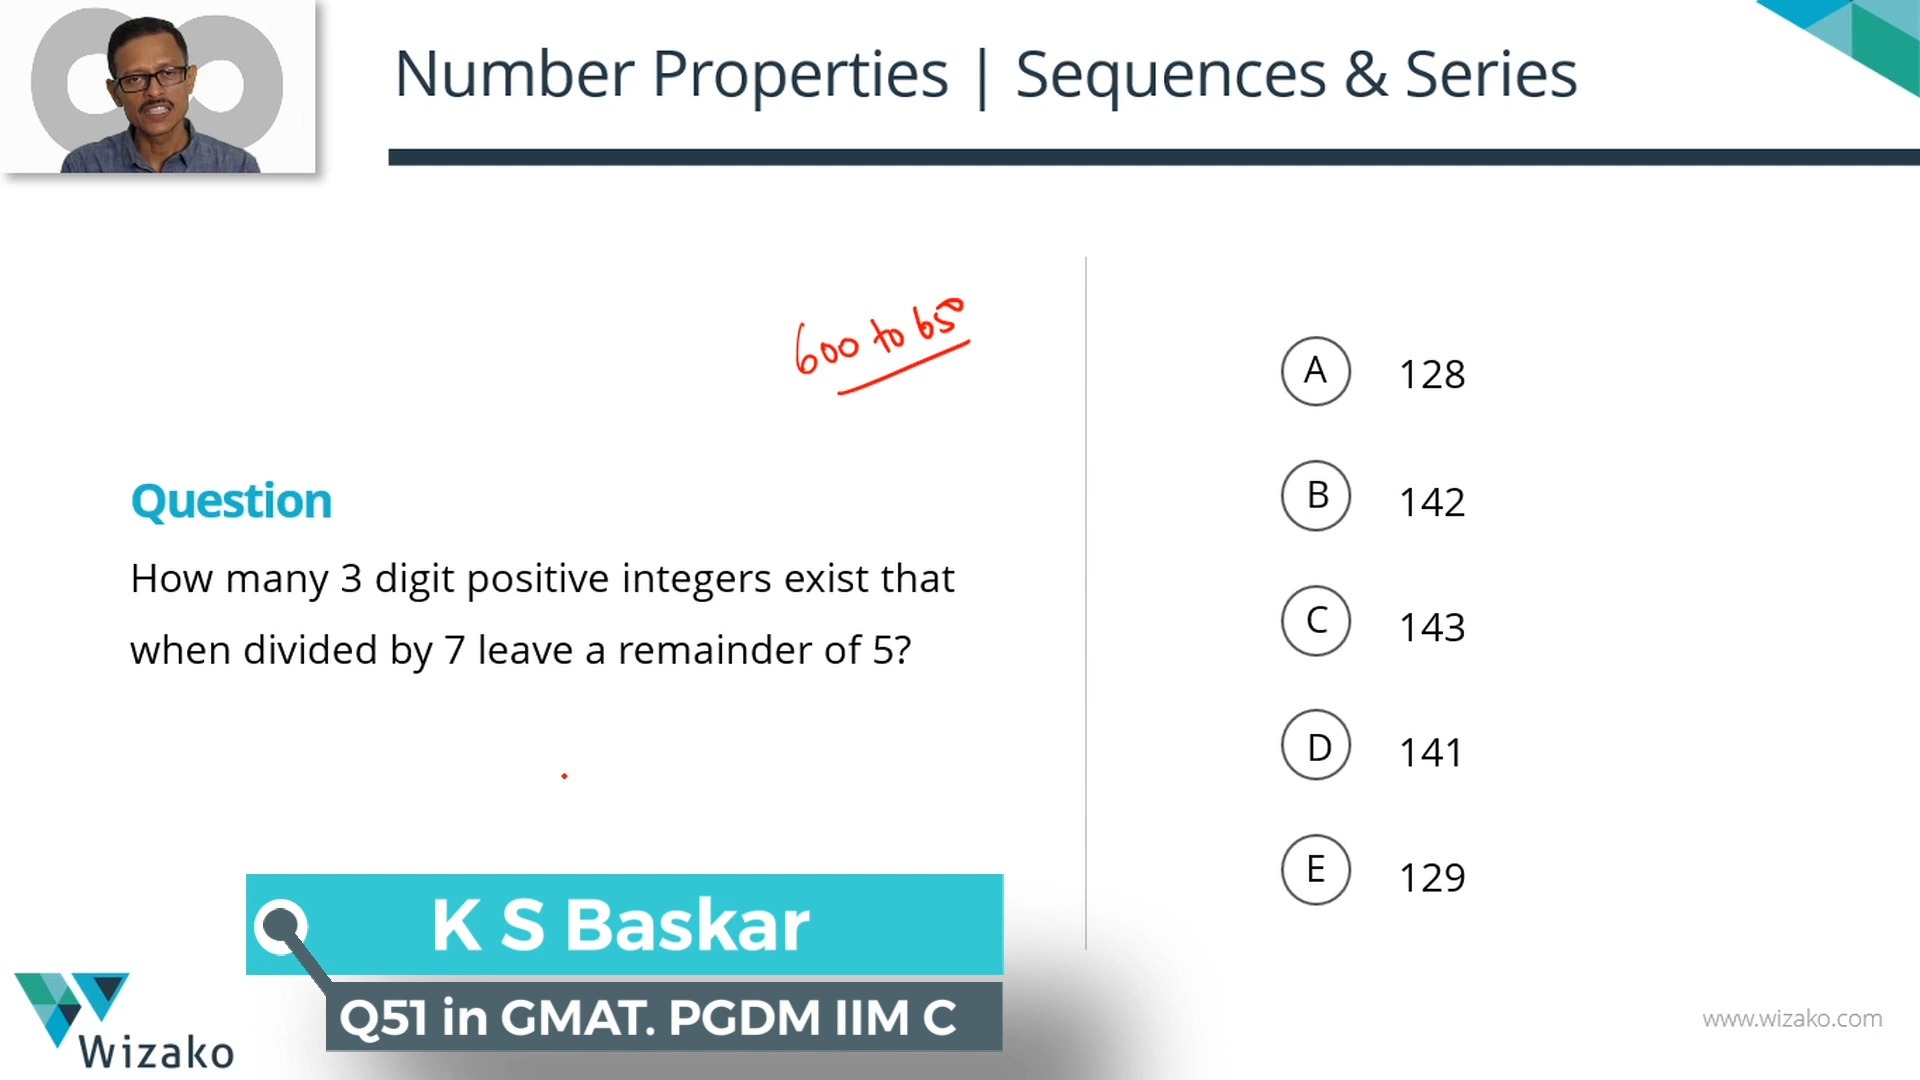 Number Properties | Sequences & Series
600 to 650
Question
How many 3 digit positive integers exist that
when divided by 7 leave a remainder of 5?
A 128
B 142
C 143
D 141
E 129
K S Baskar
Q51 in GMAT. PGDM IIM C
Wizako
www.wizako.com